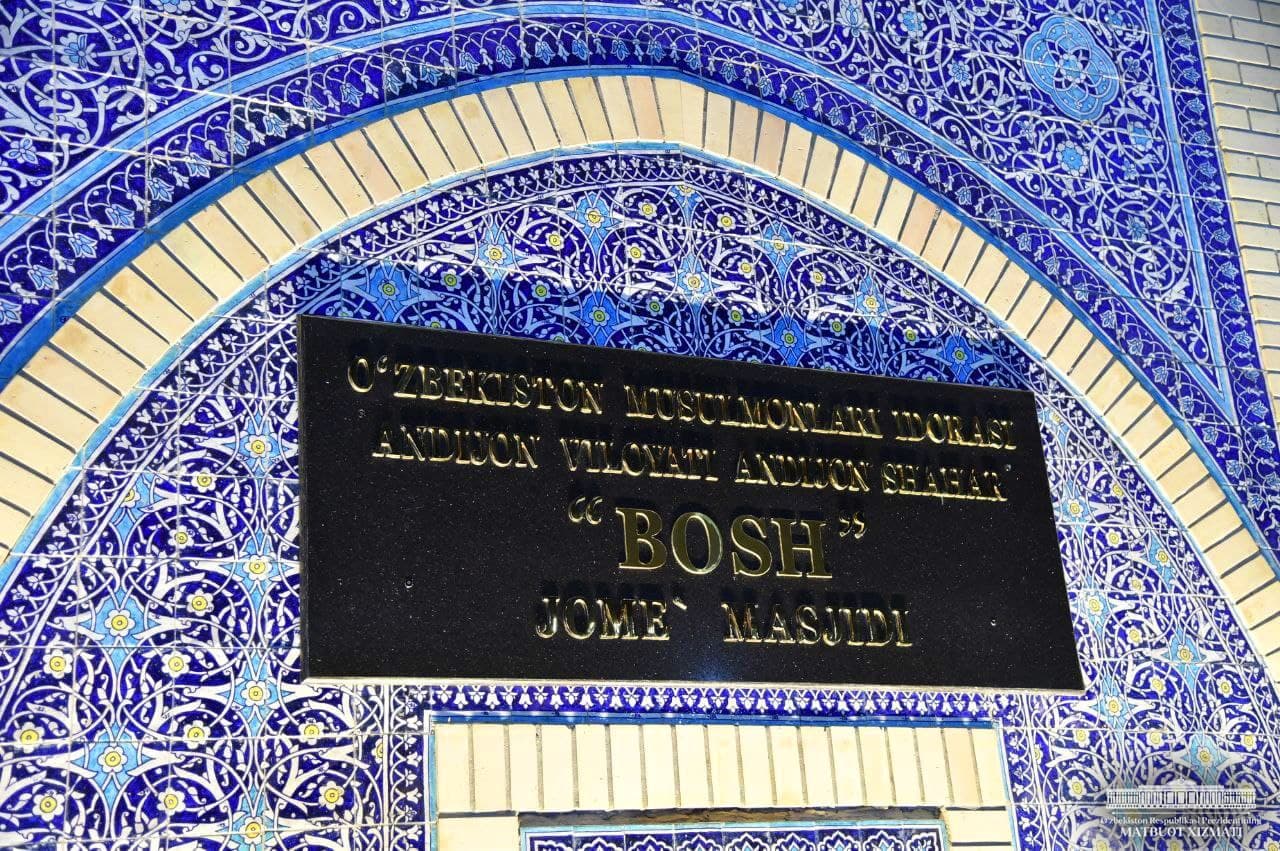 O‘ZBEKISTON MUSULMONLARI IDORASI
ANDIJON VILOYATI ANDIJON SHAHAR
“BOSH”
JOME` MASJIDI
O‘zbekiston Respublikasi Prezidentining
MATBUOT XIZMATI